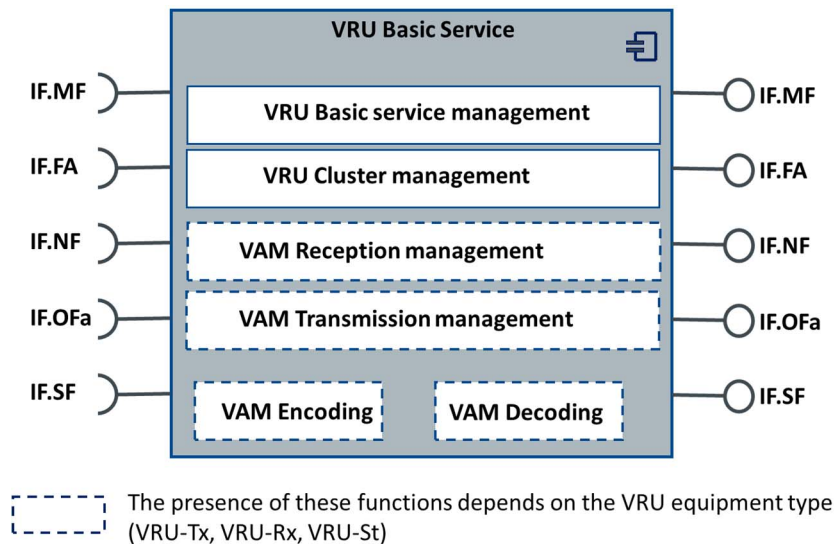 VRU Basic Service
IF.MF
IF.MF
VRU Basic service management
IF.FA
IF.FA
VRU Cluster management
IF.NF
IF.NF
VAM Reception management
IF.OFa
IF.OFa
VAM Transmission management
IF.SF
IF.SF
VAM Encoding
VAM Decoding
The presence of these functions depends on the VRU equipment type
(VRU-Tx, VRU-Rx, VRU-St)